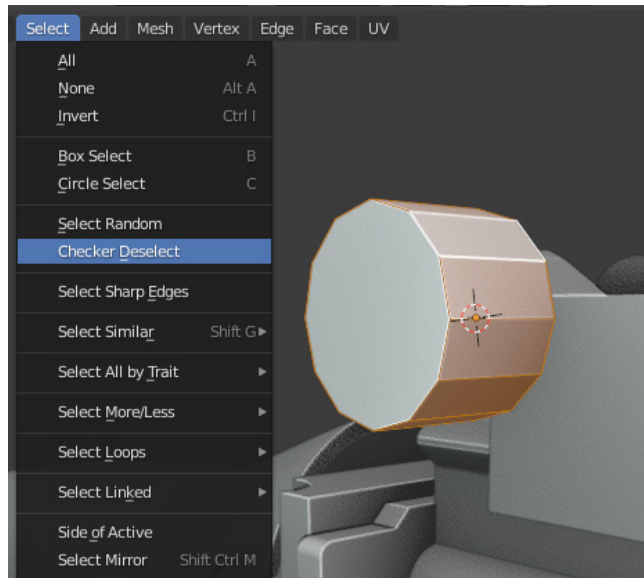 Select Add Mesh Vertex Edge Face UV
All A
None Alt A
Invert Ctrl I
Box Select B
Circle Select C
Select Random
Checker Deselect
Select Sharp Edges
Select Similar Shift G
Select All by Trait
Select More/Less
Select Loops
Select Linked
Side of Active
Select Mirror Shift Ctrl M